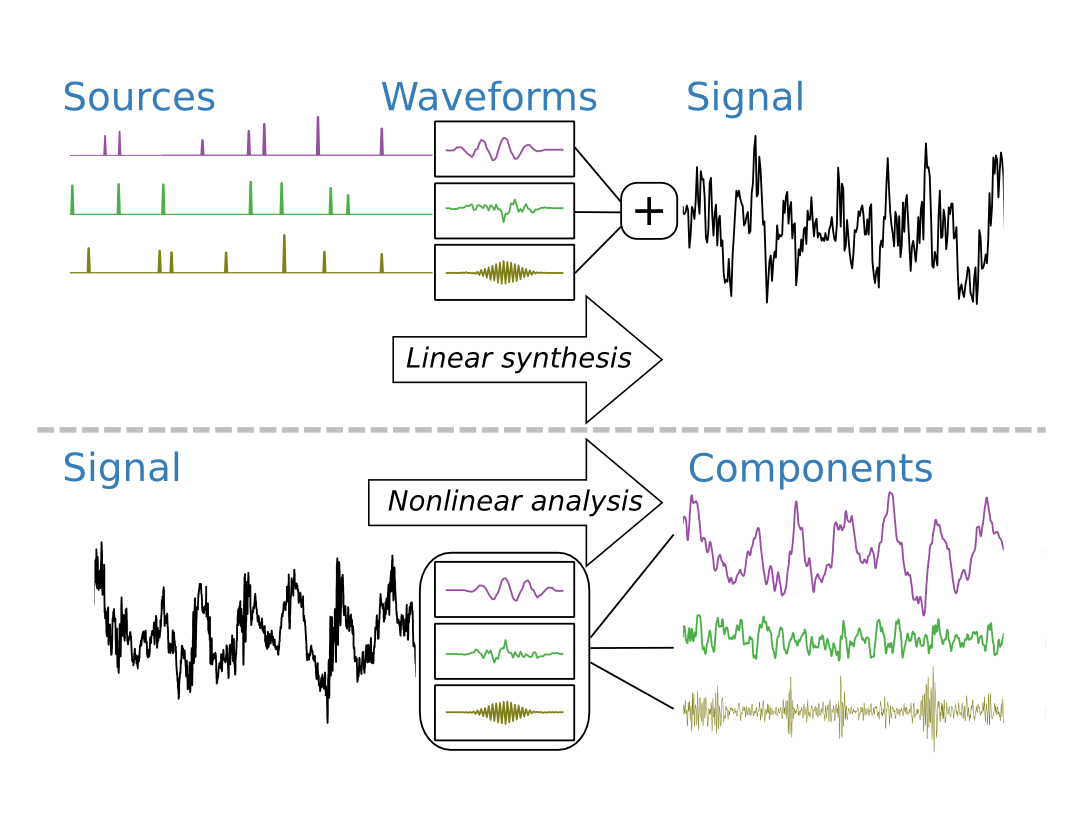 Sources
Waveforms
Signal
+
Linear synthesis
Signal
Nonlinear analysis
Components